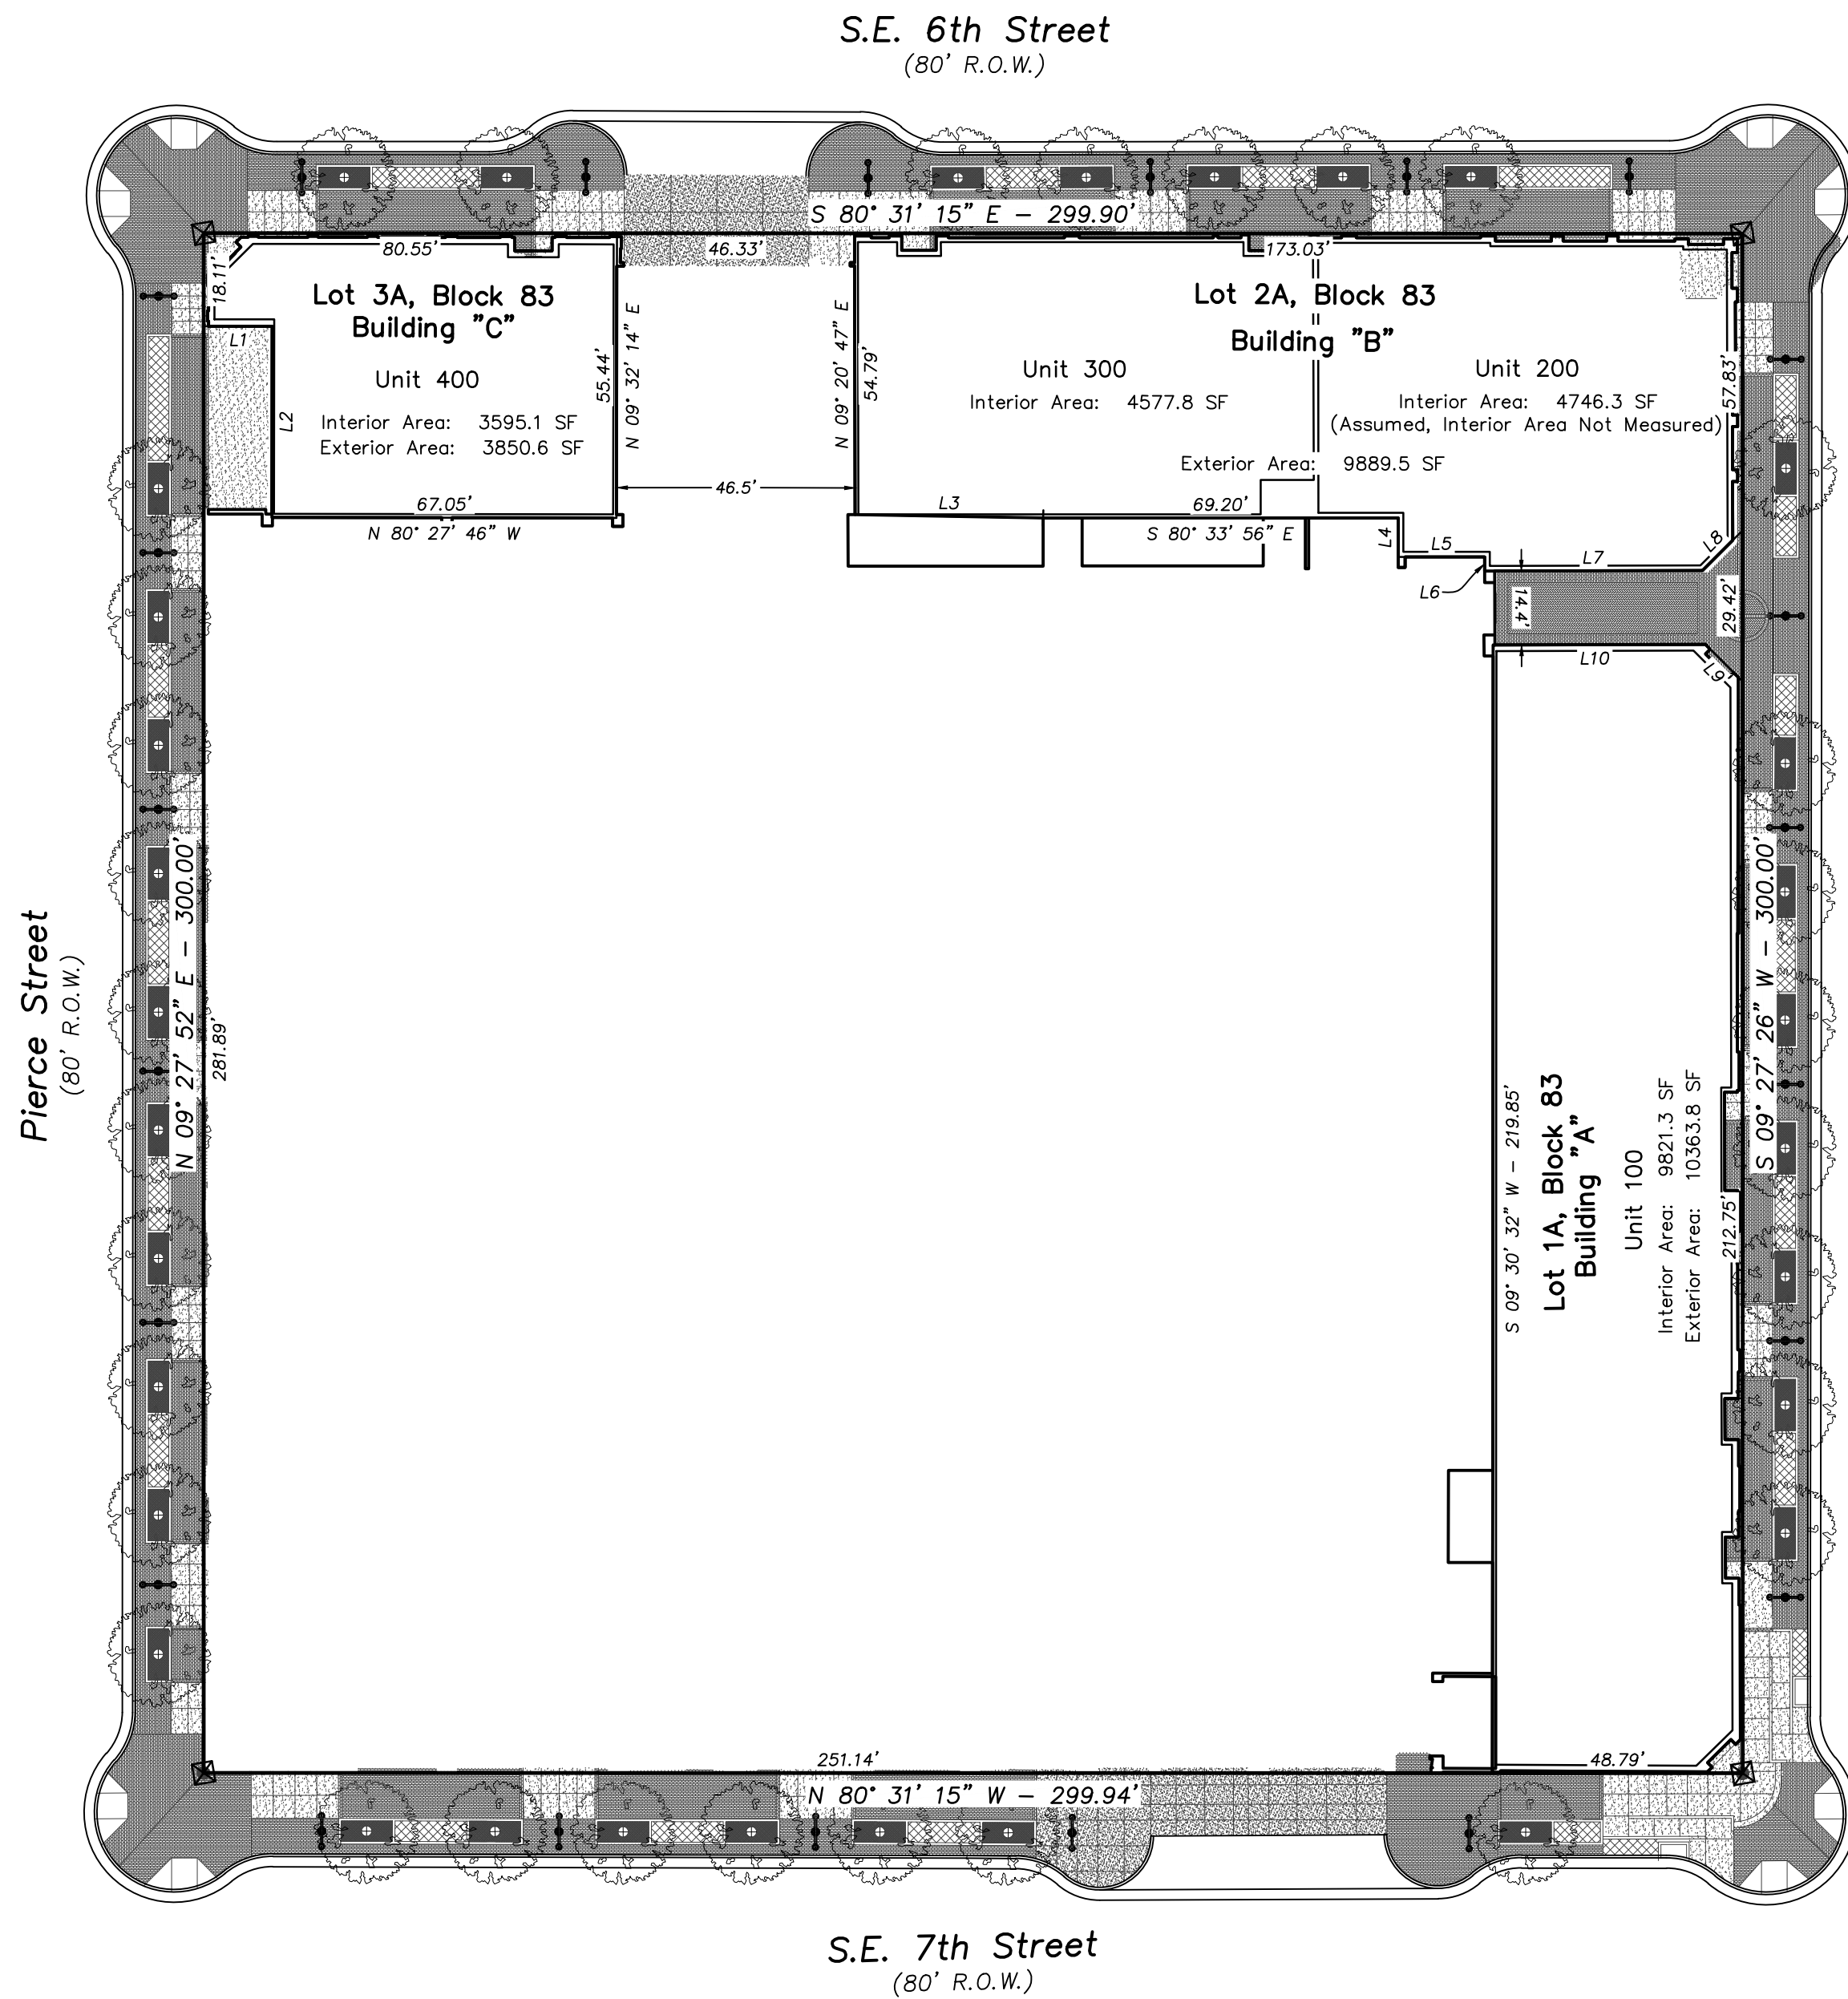 S.E. 6th Street
(80' R.O.W.)
S 80° 31' 15" E - 299.90'
80.55'
46.33'
173.03'
18.11'
Lot 3A, Block 83
Building "C"
L1
Unit 400
L2
Interior Area: 3595.1 SF
Exterior Area: 3850.6 SF
55.44'
N 09° 32' 14" E
N 09° 20' 47" E
54.79'
67.05'
N 80° 27' 46" W
46.5'
Lot 2A, Block 83
Building "B"
Unit 300
Interior Area: 4577.8 SF
Unit 200
Interior Area: 4746.3 SF
(Assumed, Interior Area Not Measured)
Exterior Area: 9889.5 SF
57.83'
L3
69.20'
S 80° 33' 56" E
L4
L5
L6
L7
L8
14.4'
29.42'
L10
L9
Pierce Street
(80' R.O.W.)
N 09° 27' 52" E - 300.00'
281.89'
S 09° 30' 32" W - 219.85'
Lot 1A, Block 83
Building "A"
Unit 100
Interior Area: 9821.3 SF
Exterior Area: 10363.8 SF
212.75'
S 09° 27' 26" W - 300.00'
251.14'
48.79'
N 80° 31' 15" W - 299.94'
S.E. 7th Street
(80' R.O.W.)